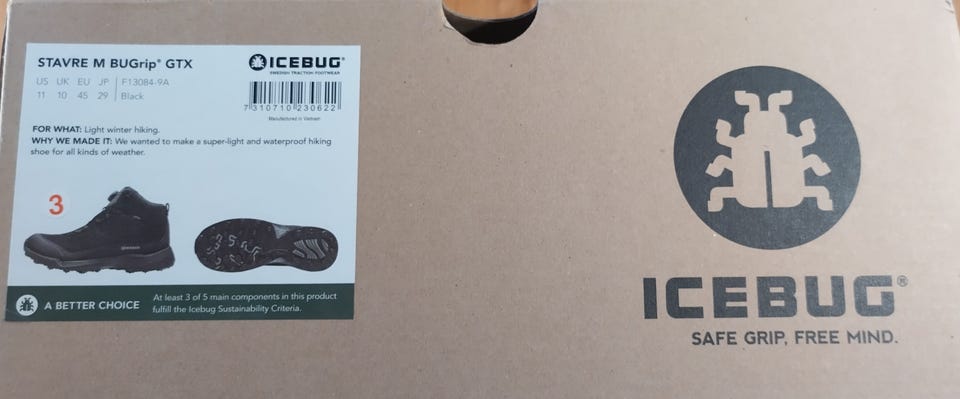 STAVRE M BUGrip® GTX
ICEBUG®
SWEDISH TRACTION FOOTWEAR
US UK EU JP F13084-9A
11 10 45 29 Black
7 310710 230622
Manufactured in Vietnam
FOR WHAT: Light winter hiking.
WHY WE MADE IT: We wanted to make a super-light and waterproof hiking
shoe for all kinds of weather.
3
A BETTER CHOICE
At least 3 of 5 main components in this product
fulfill the Icebug Sustainability Criteria.
ICEBUG®
SAFE GRIP, FREE MIND.